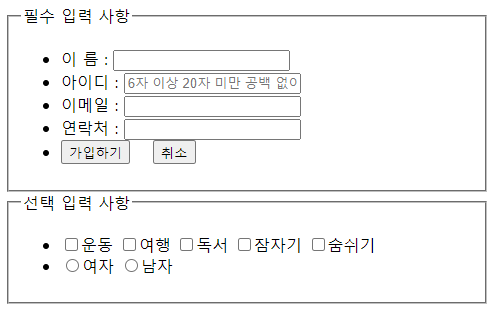 필수 입력 사항
이 름 :
아이디 : 6자 이상 20자 미만 공백 없이
이메일 :
연락처 :
가입하기 취소
선택 입력 사항
운동 여행 독서 잠자기 숨쉬기
여자 남자